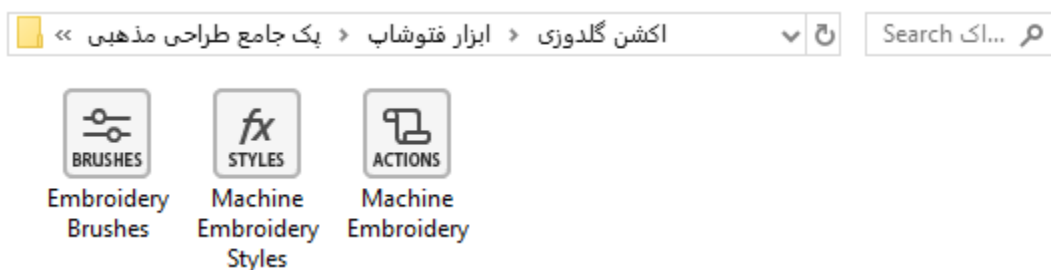 « پک جامع طراحی مذهبی › ابزار فتوشاپ › اکشن گلدوزی
Search اک...
BRUSHES
Embroidery
Brushes
fx
STYLES
Machine
Embroidery
Styles
ACTIONS
Machine
Embroidery